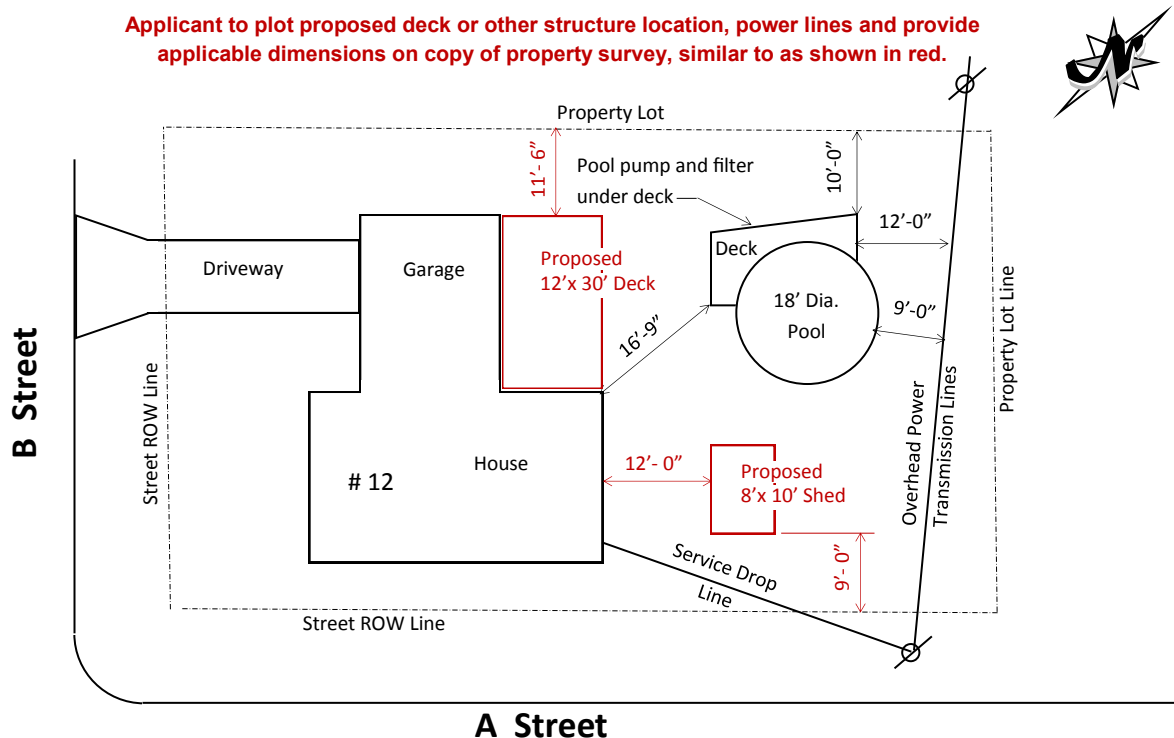 Applicant to plot proposed deck or other structure location, power lines and provide
applicable dimensions on copy of property survey, similar to as shown in red.
N
Property Lot
11’- 6”
Pool pump and filter
under deck
10’-0”
12’-0”
Deck
Driveway
Garage
Proposed
12’x 30’ Deck
18’ Dia.
Pool
9’-0”
16’-9”
B Street
Street ROW Line
Property Lot Line
Overhead Power
Transmission Lines
# 12
House
12’- 0”
Proposed
8’x 10’ Shed
9’- 0”
Service Drop
Line
Street ROW Line
A Street